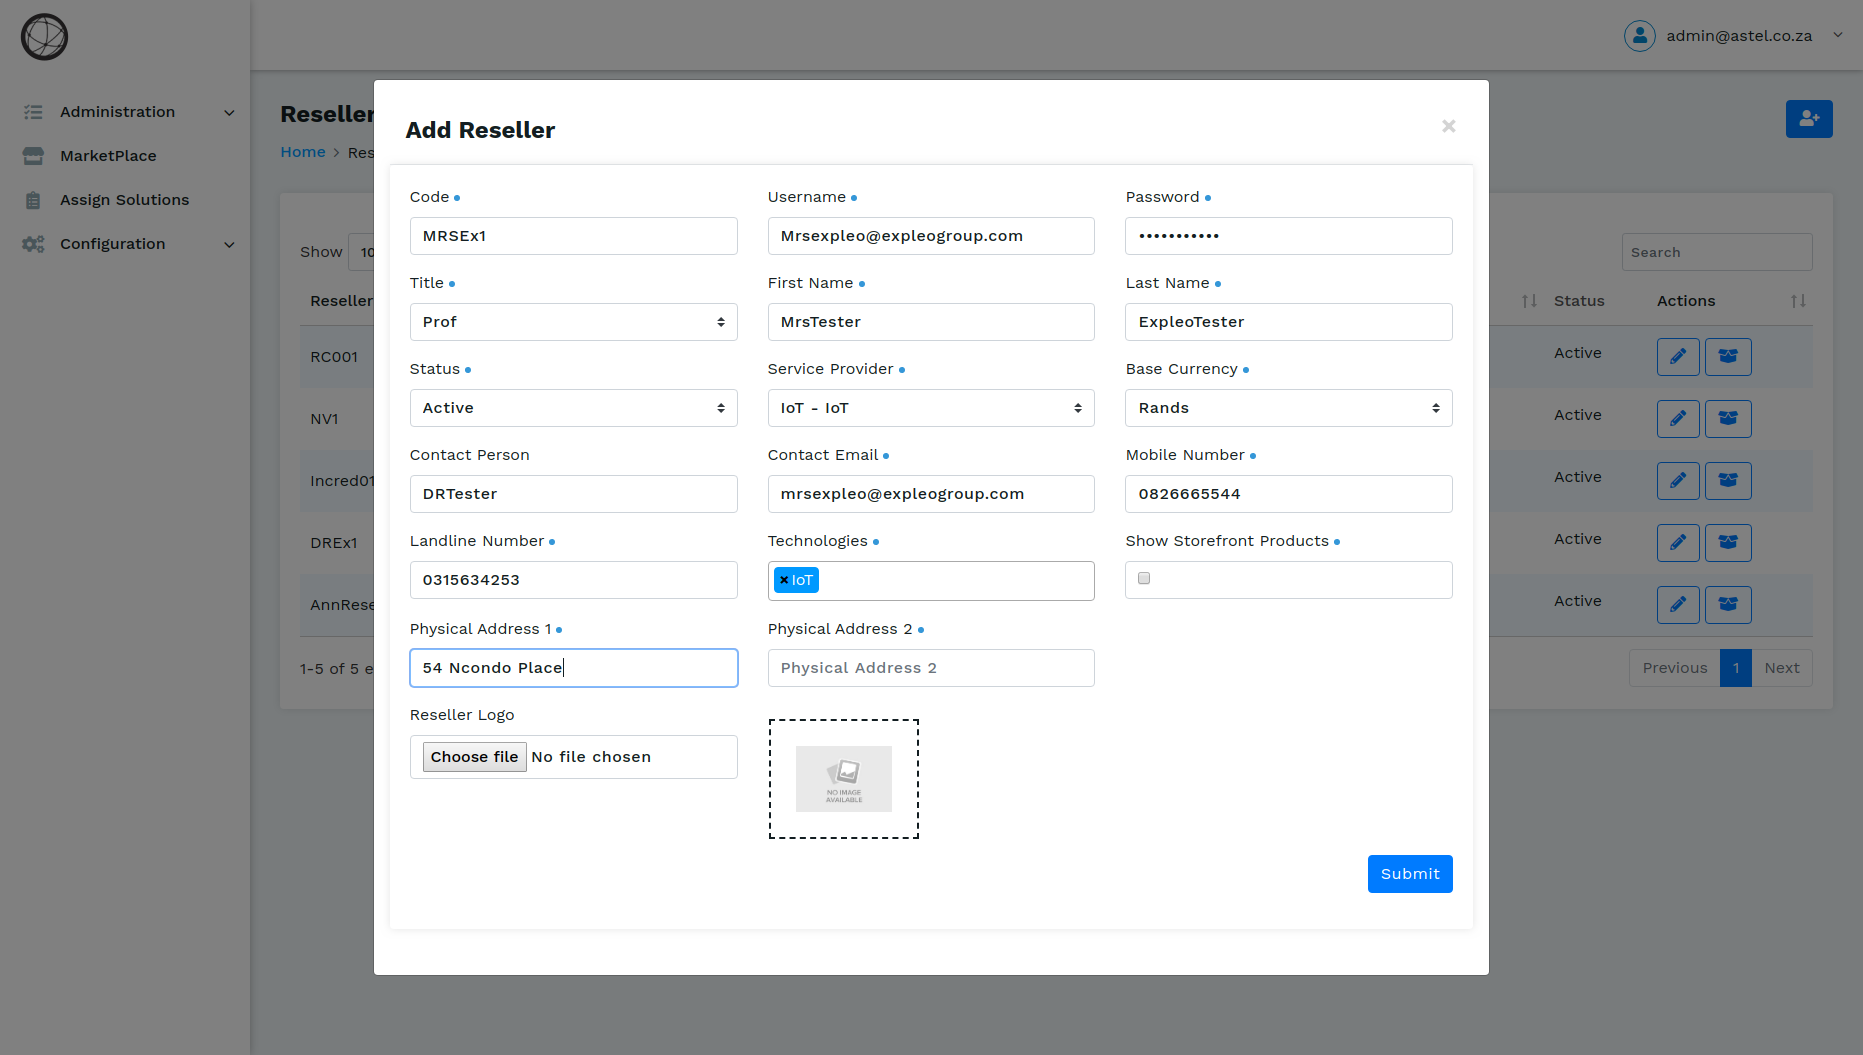 admin@astel.co.za
Administration
MarketPlace
Assign Solutions
Configuration
Reseller
Home > Res
Show 10
Search
Reseller
Status Actions
RC001 Active
NV1 Active
Incred01 Active
DREx1 Active
AnnRese Active
1-5 of 5 e
Previous 1 Next
Add Reseller
×
Code Username Password
MRSEx1 Mrsexpleo@expleogroup.com •••••••••••
Title First Name Last Name
Prof MrsTester ExpleoTester
Status Service Provider Base Currency
Active IoT - IoT Rands
Contact Person Contact Email Mobile Number
DRTester mrsexpleo@expleogroup.com 0826665544
Landline Number Technologies Show Storefront Products
0315634253 ×IoT
Physical Address 1 Physical Address 2
54 Ncondo Place Physical Address 2
Reseller Logo
Choose file No file chosen
NO IMAGE
AVAILABLE
Submit